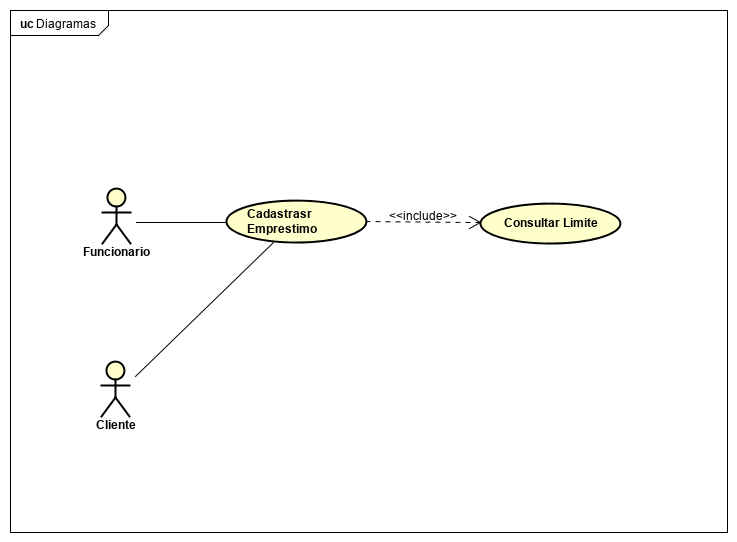 uc Diagramas
Cadastrasr
Emprestimo
<<include>>
Consultar Limite
Funcionario
Cliente